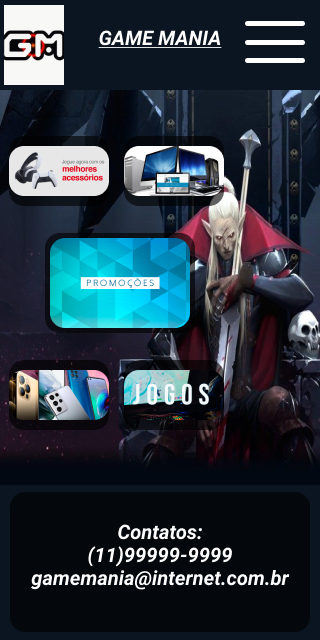 GM
GAME MANIA
Jogue agora com os
melhores
acessórios
PROMOÇÕES
JOGOS
Contatos:
(11)99999-9999
gamemania@internet.com.br